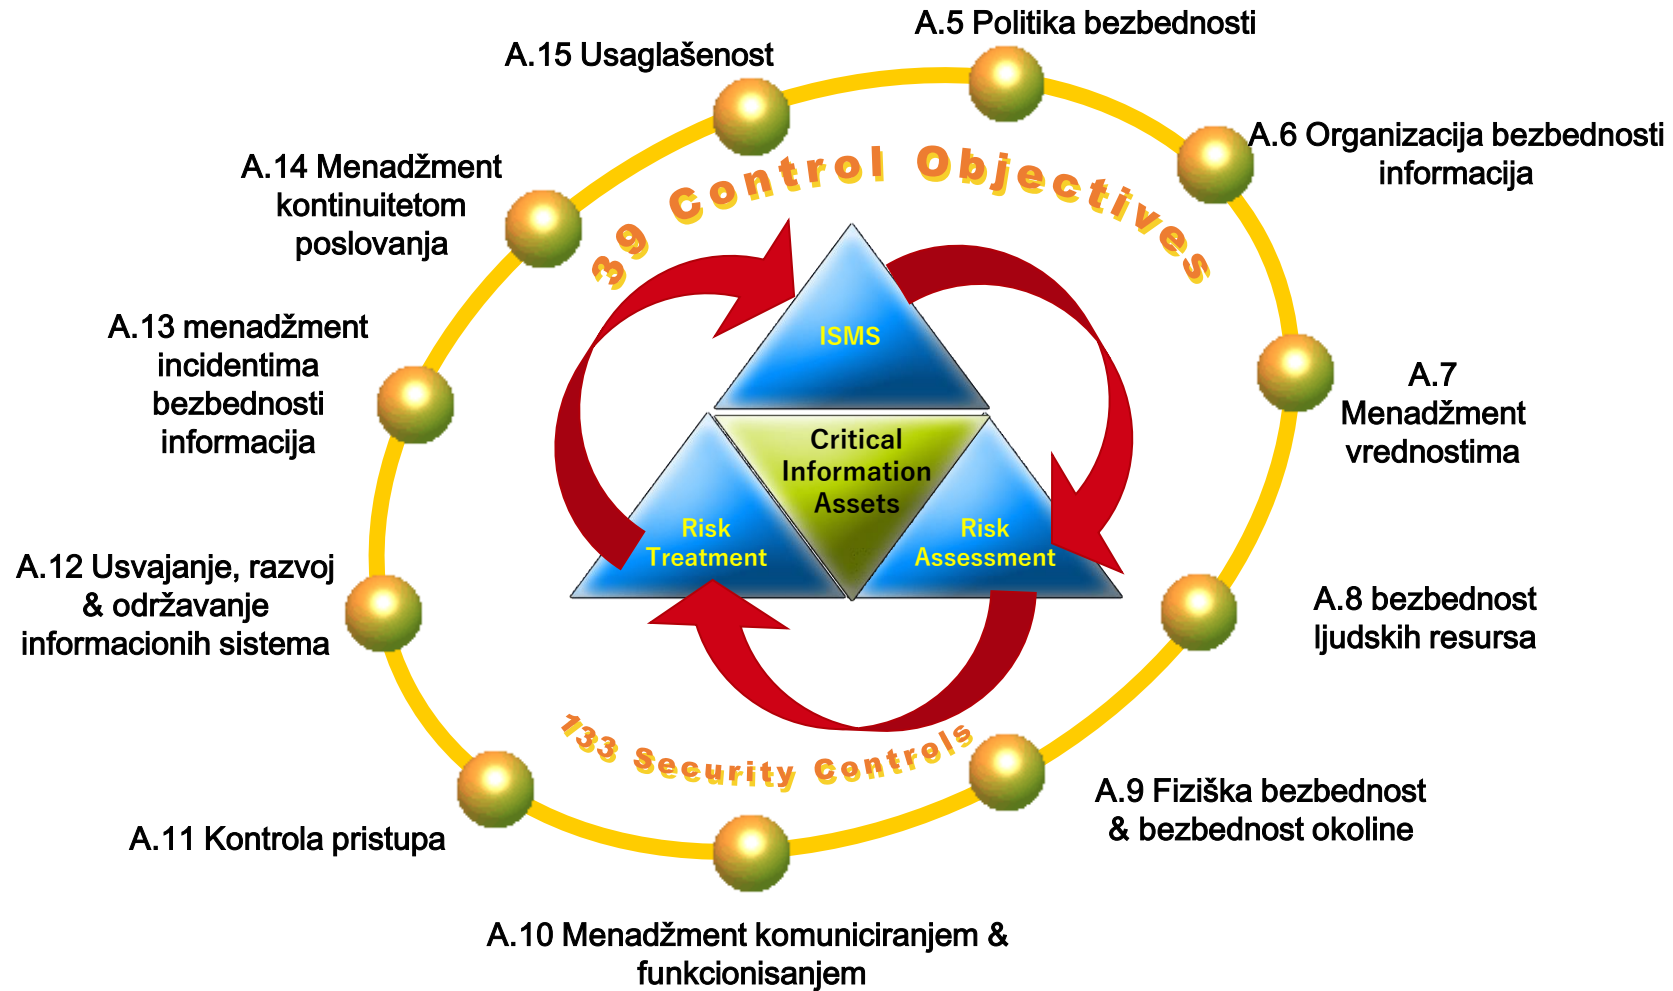 A.5 Politika bezbednosti
A.15 Usaglašenost
A.6 Organizacija bezbednosti
informacija
A.14 Menadžment
kontinuitetom
poslovanja
39 Control Objectives
A.13 menadžment
incidentima
bezbednosti
informacija
ISMS
A.7
Menadžment
vrednostima
Critical
Information
Assets
Risk
Treatment
Risk
Assessment
A.12 Usvajanje, razvoj
& održavanje
informacionih sistema
A.8 bezbednost
ljudskih resursa
133 Security Controls
A.9 Fiziška bezbednost
& bezbednost okoline
A.11 Kontrola pristupa
A.10 Menadžment komuniciranjem &
funkcionisanjem